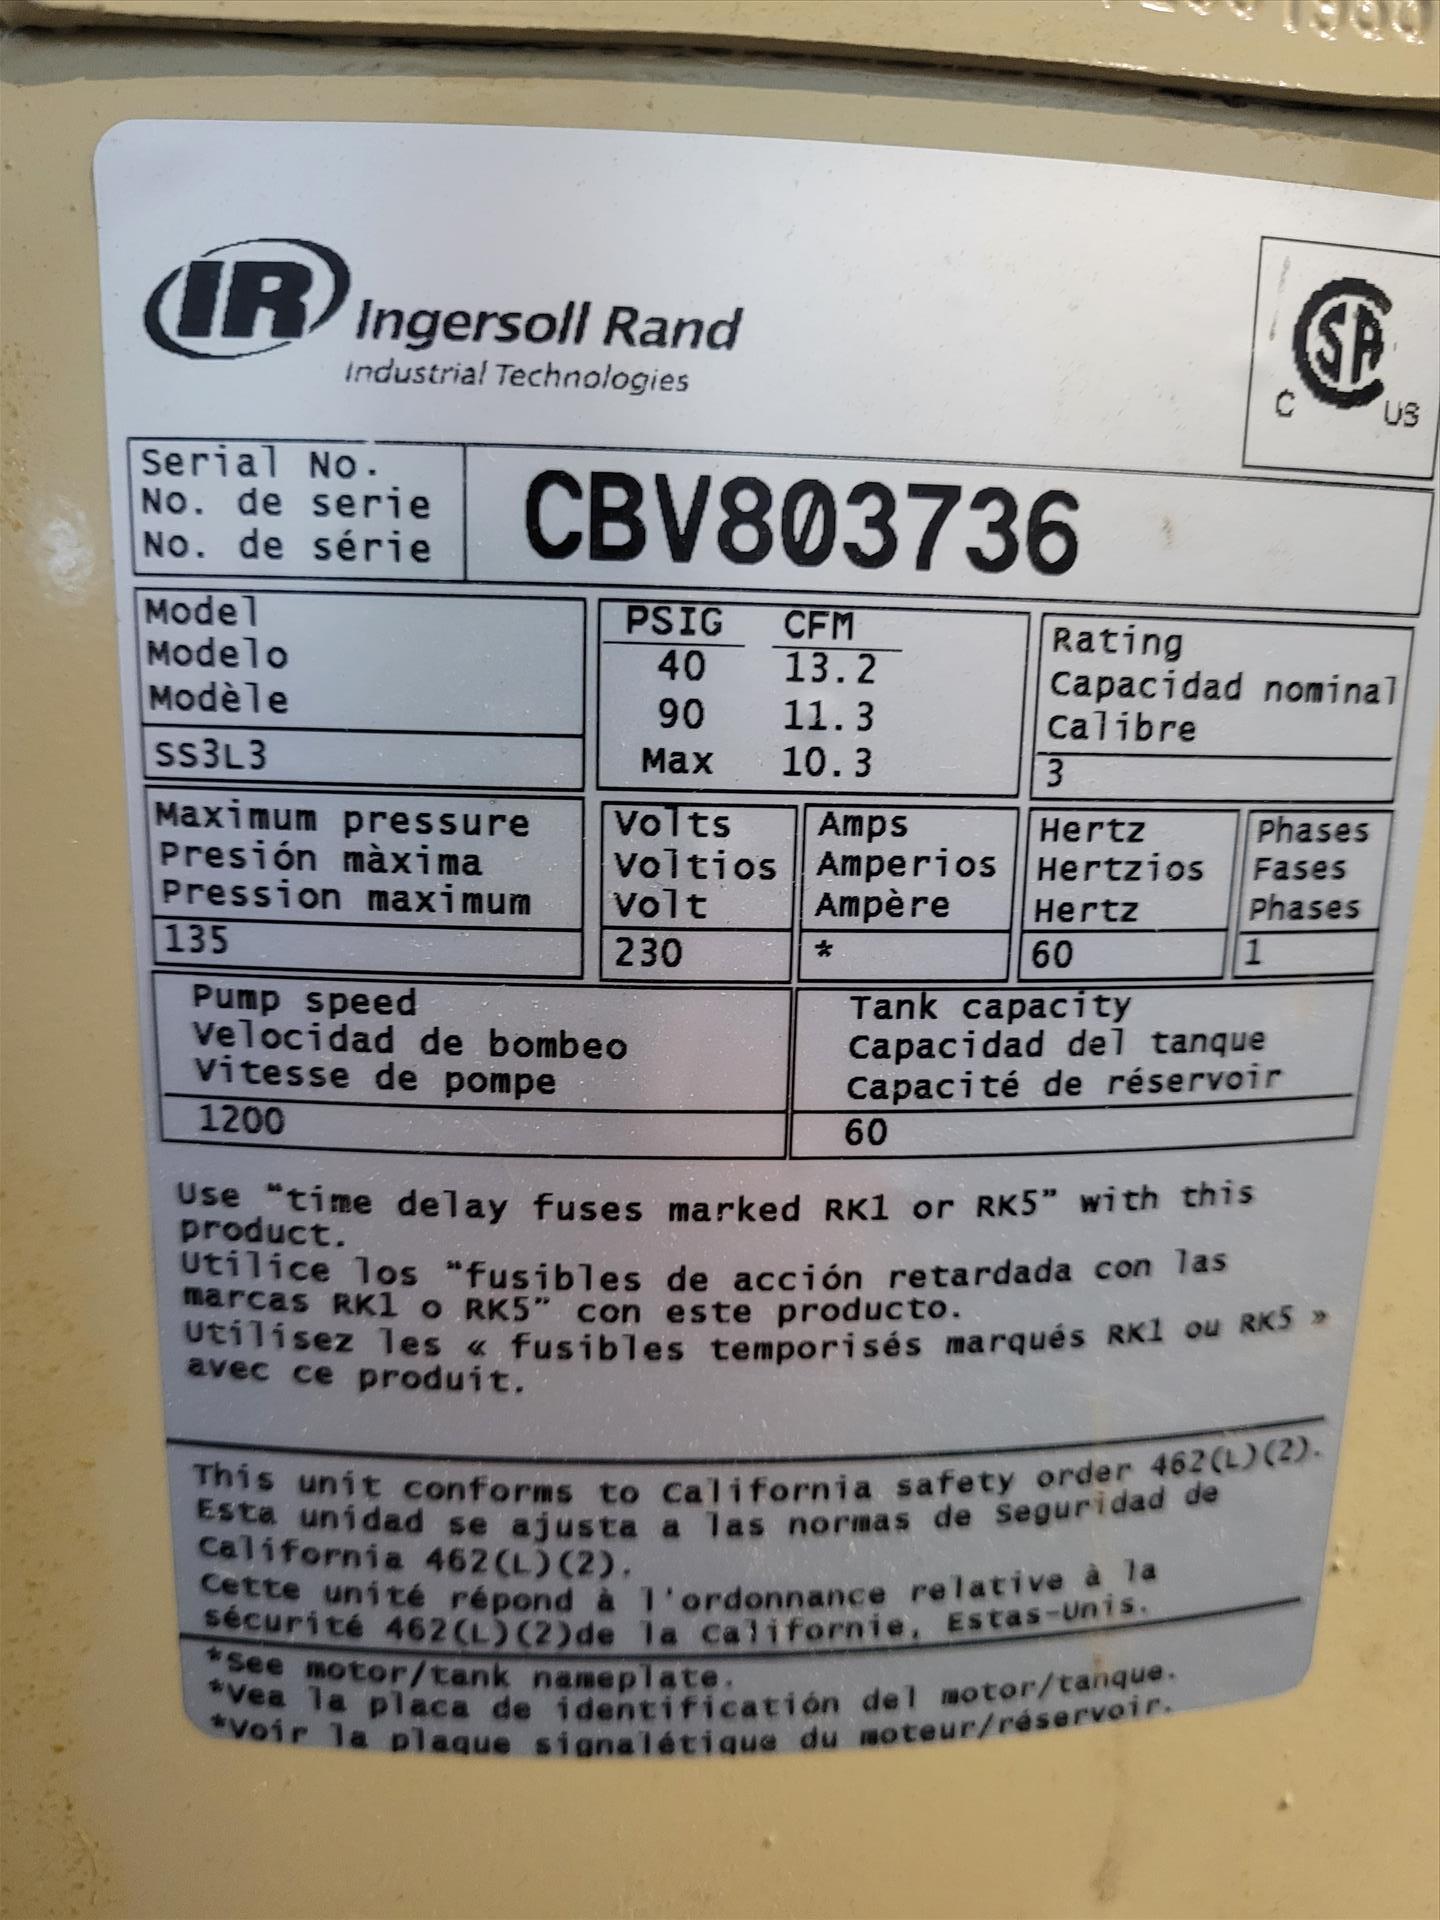 IR Ingersoll Rand
Industrial Technologies
CSA
C US
Serial No.
No. de serie
No. de série
CBV803736
Model
Modelo
Modèle
SS3L3
PSIG CFM
40 13.2
90 11.3
Max 10.3
Rating
Capacidad nominal
Calibre
3
Maximum pressure
Presión màxima
Pression maximum
135
Volts
Voltios
Volt
230
Amps
Amperios
Ampère
*
Hertz
Hertzios
Hertz
60
Phases
Fases
Phases
1
Pump speed
Velocidad de bombeo
Vitesse de pompe
1200
Tank capacity
Capacidad del tanque
Capacité de réservoir
60
Use "time delay fuses marked RK1 or RK5" with this
product.
Utilice los "fusibles de acción retardada con las
marcas RK1 o RK5" con este producto.
Utilisez les « fusibles temporisés marqués RK1 ou RK5 »
avec ce produit.
This unit conforms to California safety order 462(L)(2).
Esta unidad se ajusta a las normas de Seguridad de
California 462(L)(2).
Cette unité répond à l'ordonnance relative à la
sécurité 462(L)(2)de la Californie, Estas-Unis.
*See motor/tank nameplate.
*Vea la placa de identificación del motor/tanque.
*Voir la plaque signalétique du moteur/réservoir.